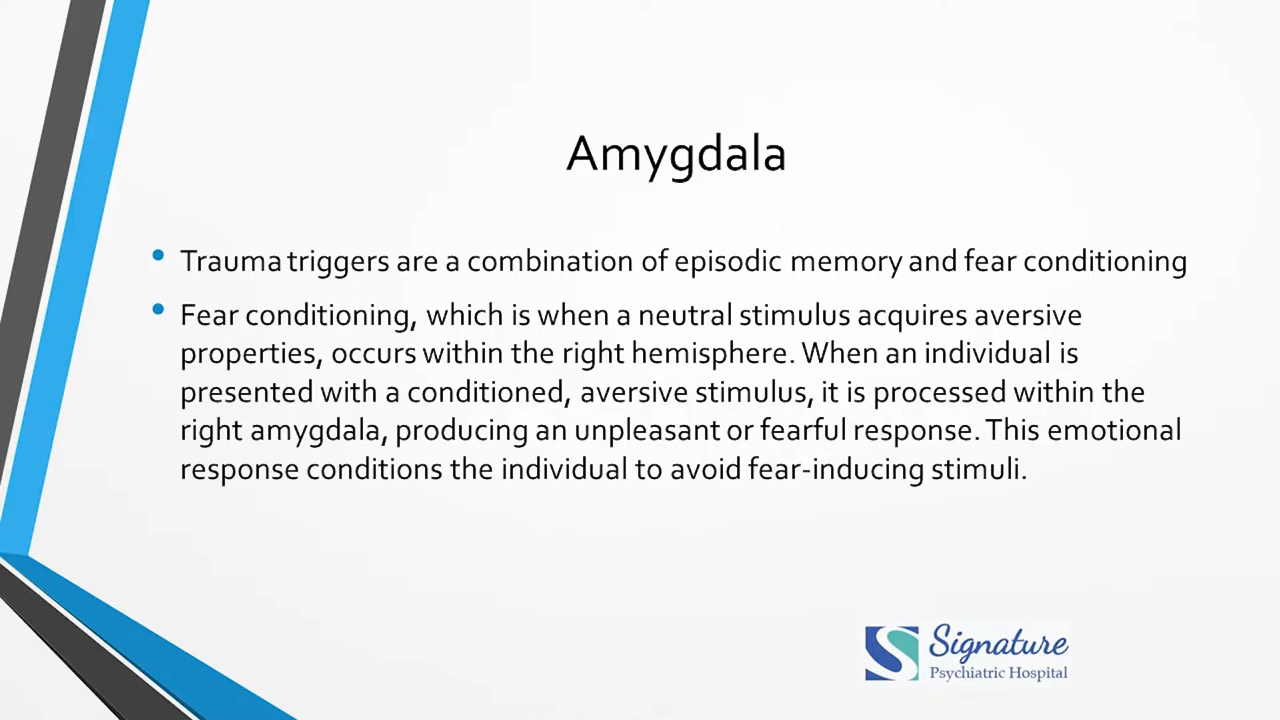 Amygdala
• Trauma triggers are a combination of episodic memory and fear conditioning
• Fear conditioning, which is when a neutral stimulus acquires aversive
properties, occurs within the right hemisphere. When an individual is
presented with a conditioned, aversive stimulus, it is processed within the
right amygdala, producing an unpleasant or fearful response. This emotional
response conditions the individual to avoid fear-inducing stimuli.
Signature
Psychiatric Hospital